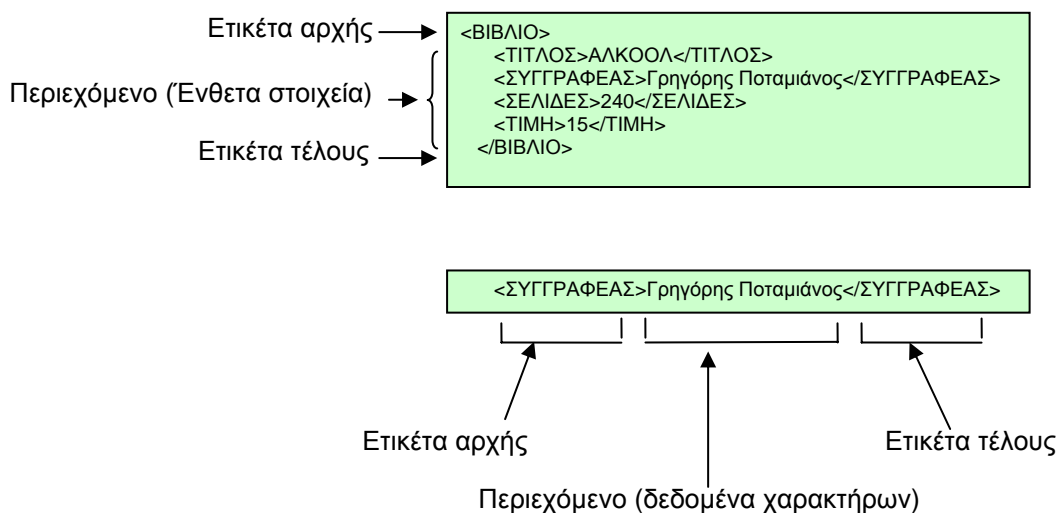 Ετικέτα αρχής
<ΒΙΒΛΙΟ>
<ΤΙΤΛΟΣ>ΑΛΚΟΟΛ</ΤΙΤΛΟΣ>
<ΣΥΓΓΡΑΦΕΑΣ>Γρηγόρης Ποταμιάνος</ΣΥΓΓΡΑΦΕΑΣ>
Περιεχόμενο (Ένθετα στοιχεία)
<ΣΕΛΙΔΕΣ>240</ΣΕΛΙΔΕΣ>
<ΤΙΜΗ>15</ΤΙΜΗ>
Ετικέτα τέλους
</ΒΙΒΛΙΟ>
<ΣΥΓΓΡΑΦΕΑΣ>Γρηγόρης Ποταμιάνος</ΣΥΓΓΡΑΦΕΑΣ>
Ετικέτα αρχής
Ετικέτα τέλους
Περιεχόμενο (δεδομένα χαρακτήρων)